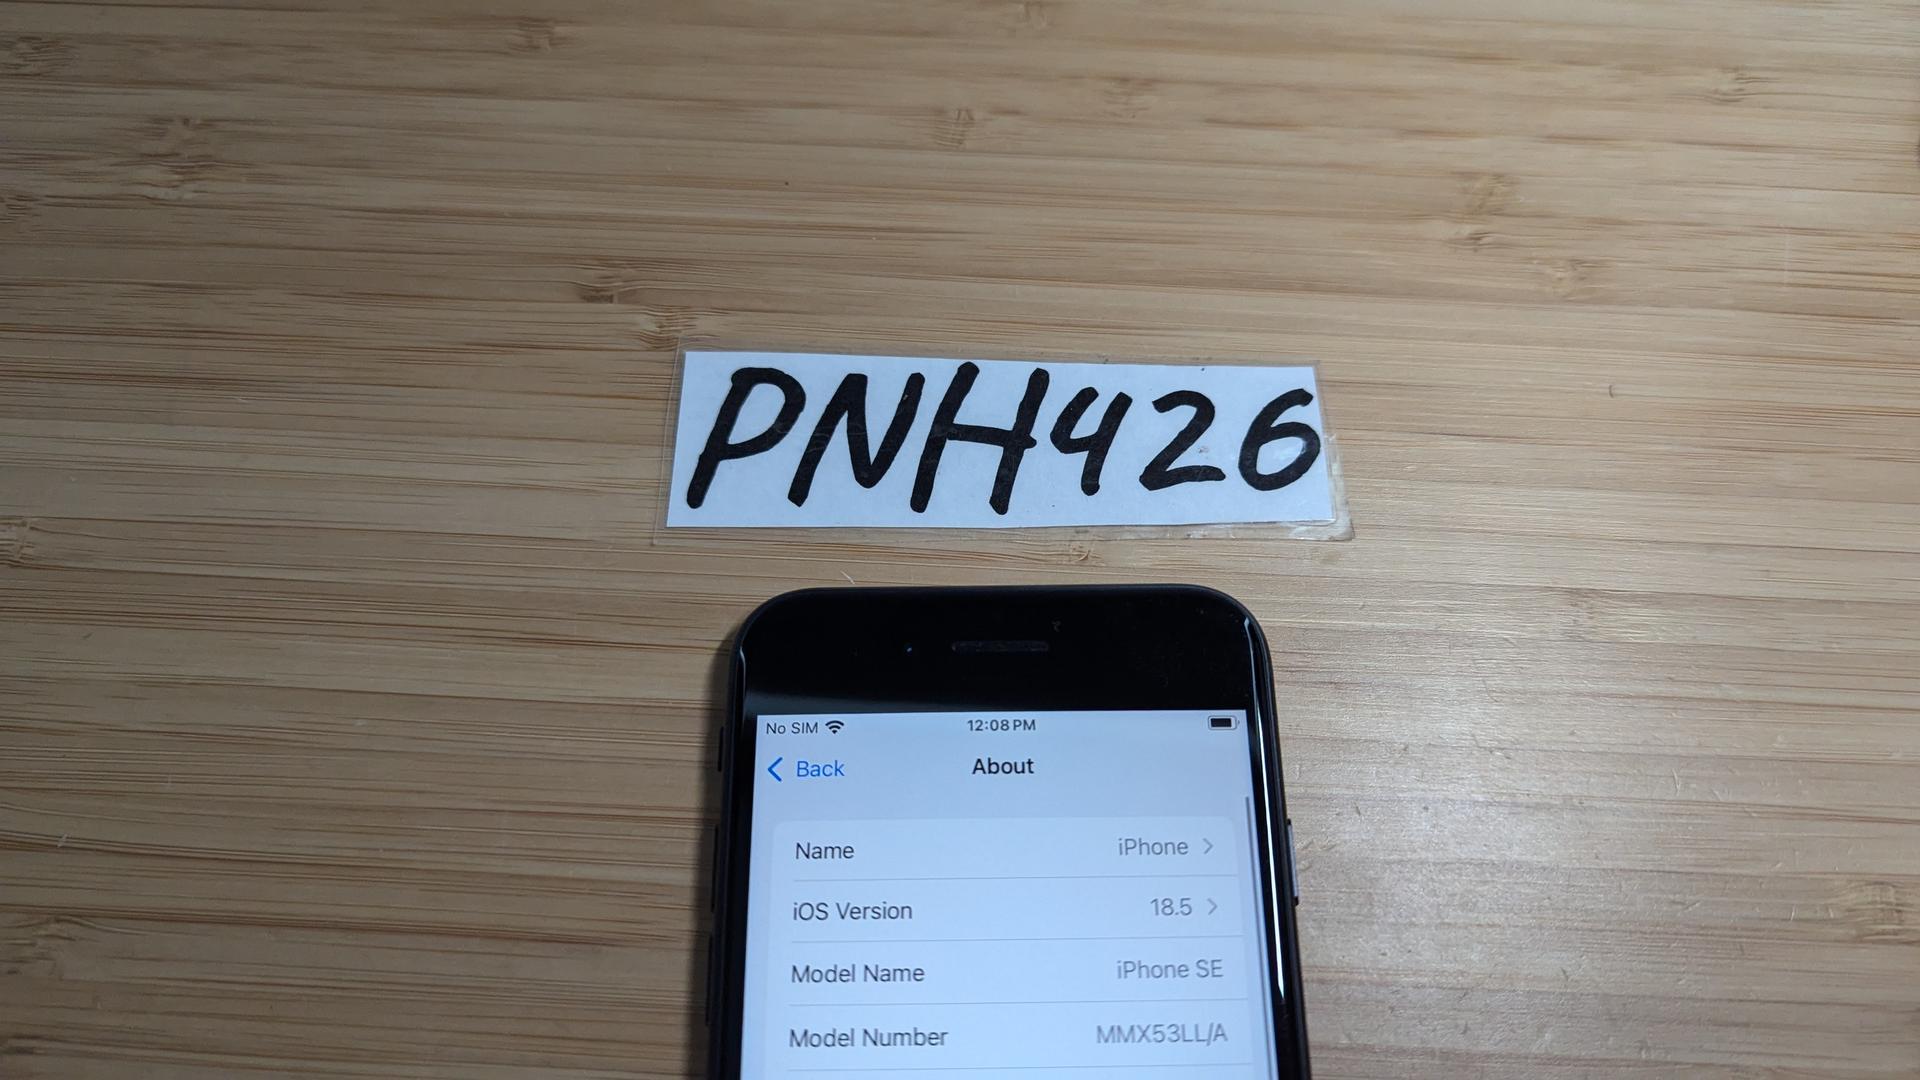 PNH426
No SIM 12:08 PM
Back About
Name iPhone
iOS Version 18.5
Model Name iPhone SE
Model Number MMX53LL/A